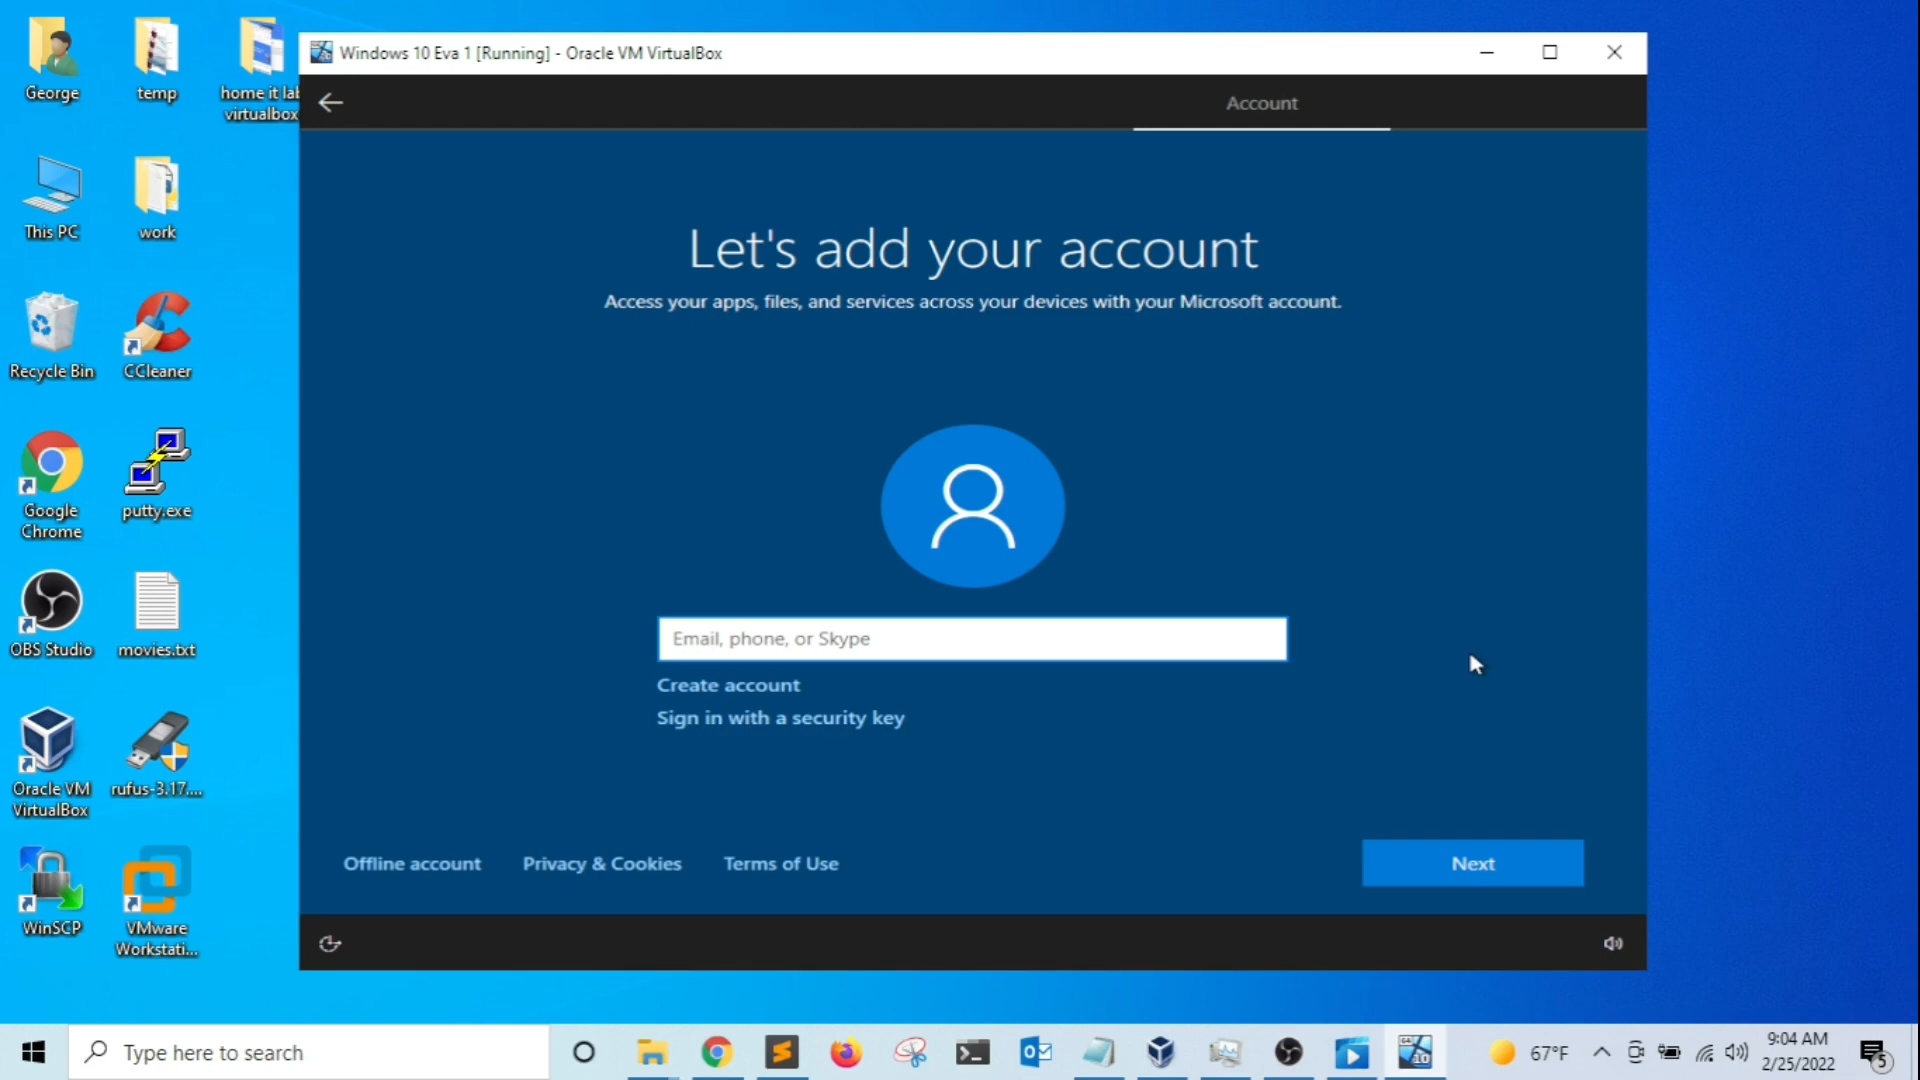 George
temp
home it lab
virtualbox
This PC
work
Recycle Bin
CCleaner
Google
Chrome
putty.exe
OBS Studio
movies.txt
Oracle VM
VirtualBox
rufus-3.17....
WinSCP
VMware
Workstati...
Windows 10 Eva 1 [Running] - Oracle VM VirtualBox
Account
Let's add your account
Access your apps, files, and services across your devices with your Microsoft account.
Email, phone, or Skype
Create account
Sign in with a security key
Offline account
Privacy & Cookies
Terms of Use
Next
Type here to search
67°F
9:04 AM
2/25/2022
5